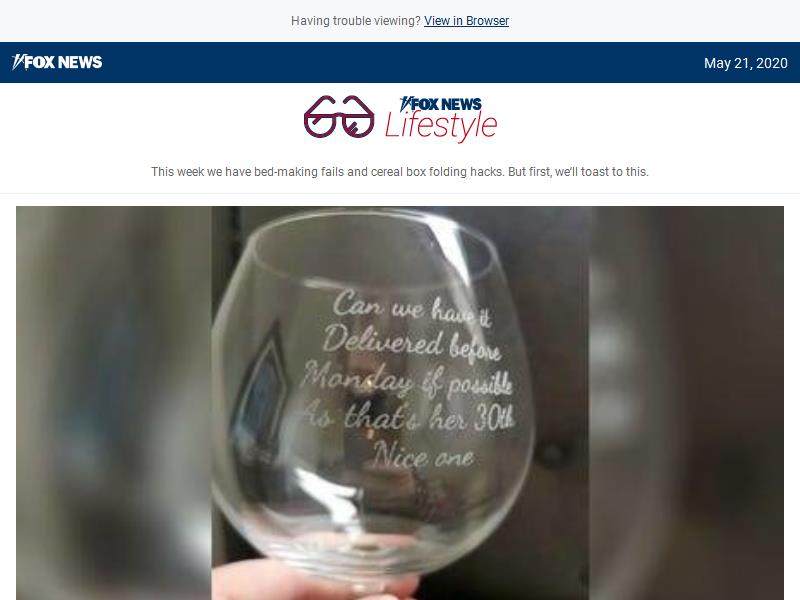 Having trouble viewing? View in Browser
FOX NEWS
May 21, 2020
FOX NEWS
Lifestyle
This week we have bed-making fails and cereal box folding hacks. But first, we'll toast to this.
Can we have it
Delivered before
Monday if possible
As that's her 30th
Nice one